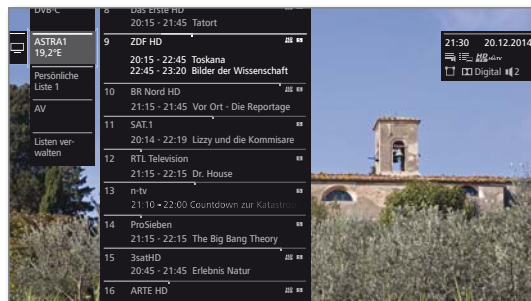 DVB-C
ASTRA1
19,2°E
Persönliche
Liste 1
AV
Listen ver-
walten
8 Das Erste HD
20:15 - 21:45 Tatort
9 ZDF HD
20:15 - 22:45 Toskana
22:45 - 23:20 Bilder der Wissenschaft
10 BR Nord HD
21:15 - 21:45 Vor Ort - Die Reportage
11 SAT.1
20:14 - 22:19 Lizzy und die Kommisare
12 RTL Television
21:15 - 22:15 Dr. House
13 n-tv
21:10 - 22:00 Countdown zur Katastro
14 ProSieben
21:15 - 22:15 The Big Bang Theory
15 3satHD
20:45 - 21:45 Erlebnis Natur
16 ARTE HD
21:30 20.12.2014
Digital 2